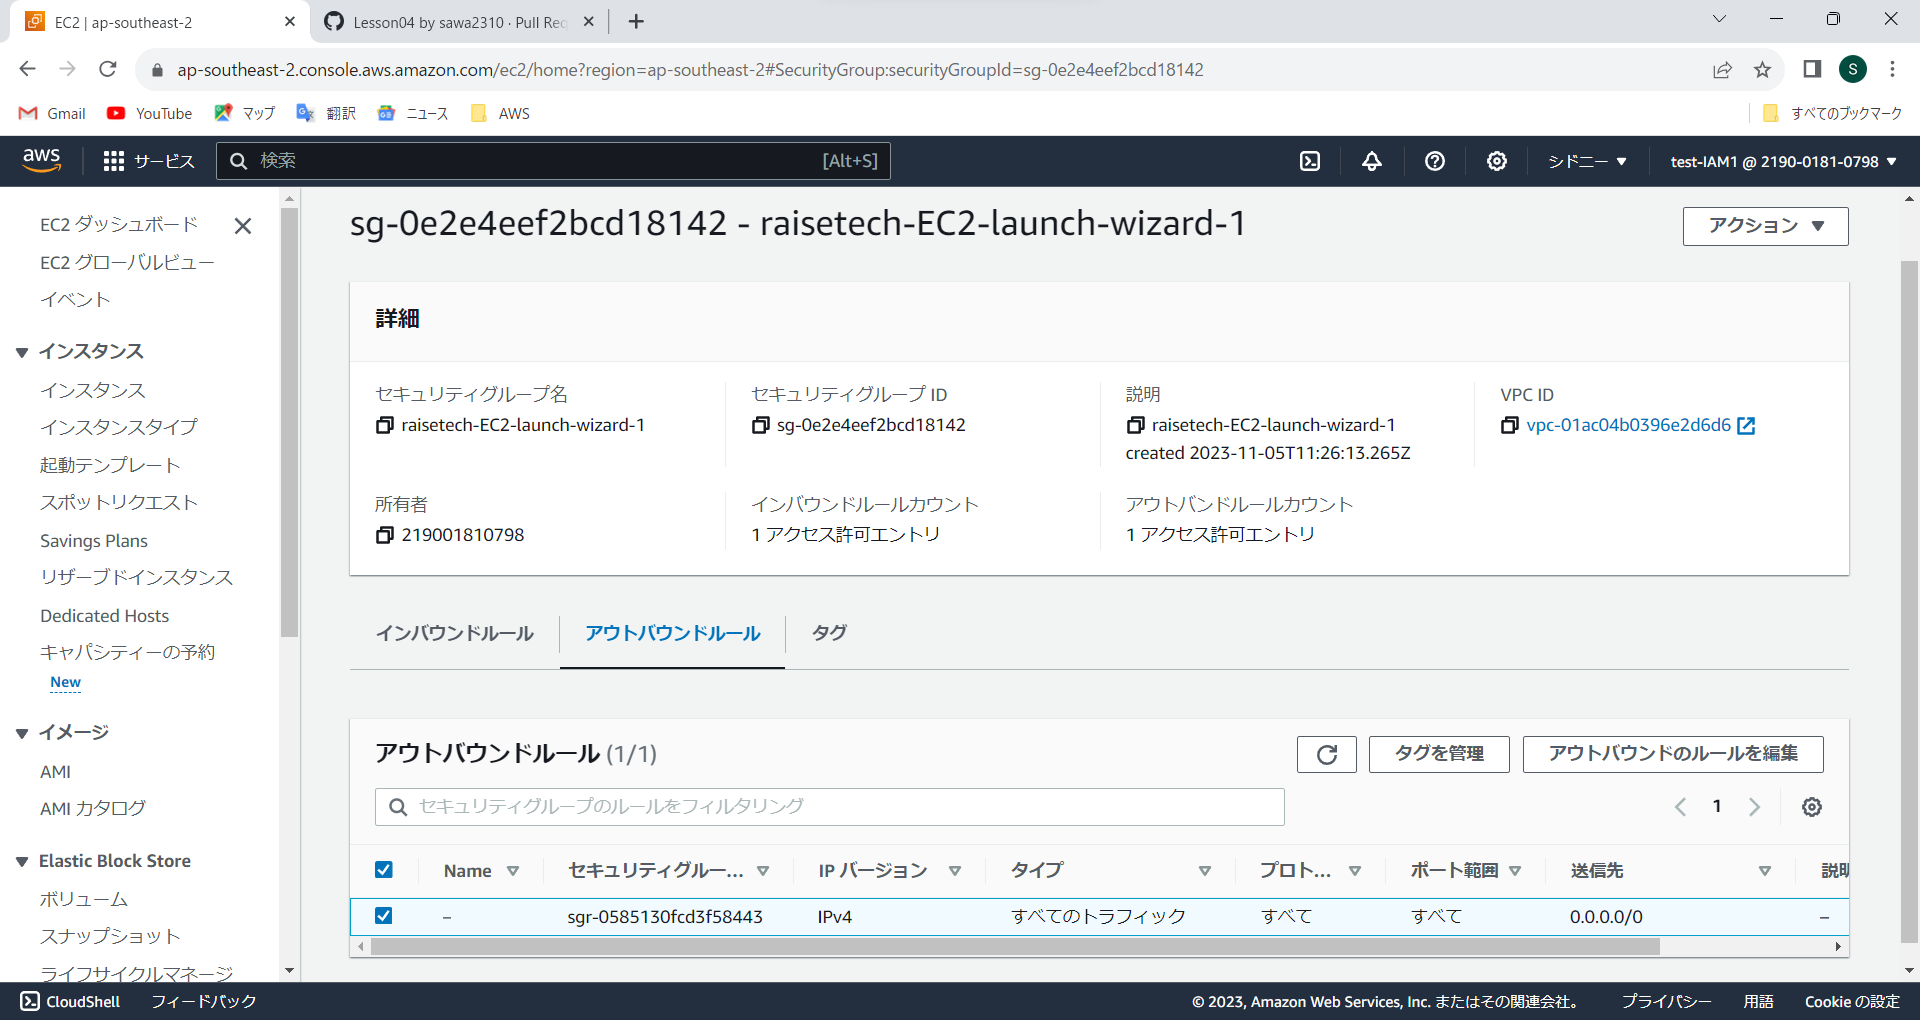 EC2 | ap-southeast-2
Lesson04 by sawa2310 · Pull Req
ap-southeast-2.console.aws.amazon.com/ec2/home?region=ap-southeast-2#SecurityGroup:securityGroupId=sg-0e2e4eef2bcd18142
S
Gmail
YouTube
マップ
翻訳
ニュース
AWS
すべてのブックマーク
aws
サービス
検索
[Alt+S]
シドニー
test-IAM1 @ 2190-0181-0798
EC2 ダッシュボード
EC2 グローバルビュー
イベント
インスタンス
インスタンス
インスタンスタイプ
起動テンプレート
スポットリクエスト
Savings Plans
リザーブドインスタンス
Dedicated Hosts
キャパシティーの予約
New
イメージ
AMI
AMI カタログ
Elastic Block Store
ボリューム
スナップショット
ライフサイクルマネージ
sg-0e2e4eef2bcd18142 - raisetech-EC2-launch-wizard-1
アクション
詳細
セキュリティグループ名
raisetech-EC2-launch-wizard-1
セキュリティグループ ID
sg-0e2e4eef2bcd18142
説明
raisetech-EC2-launch-wizard-1
created 2023-11-05T11:26:13.265Z
VPC ID
vpc-01ac04b0396e2d6d6
所有者
219001810798
インバウンドルールカウント
1 アクセス許可エントリ
アウトバンドルールカウント
1 アクセス許可エントリ
インバウンドルール
アウトバウンドルール
タグ
アウトバウンドルール (1/1)
タグを管理
アウトバウンドのルールを編集
セキュリティグループのルールをフィルタリング
1
Name
セキュリティグルー...
IP バージョン
タイプ
プロト...
ポート範囲
送信先
説明
–
sgr-0585130fcd3f58443
IPv4
すべてのトラフィック
すべて
すべて
0.0.0.0/0
–
CloudShell
フィードバック
© 2023, Amazon Web Services, Inc. またはその関連会社。
プライバシー
用語
Cookie の設定